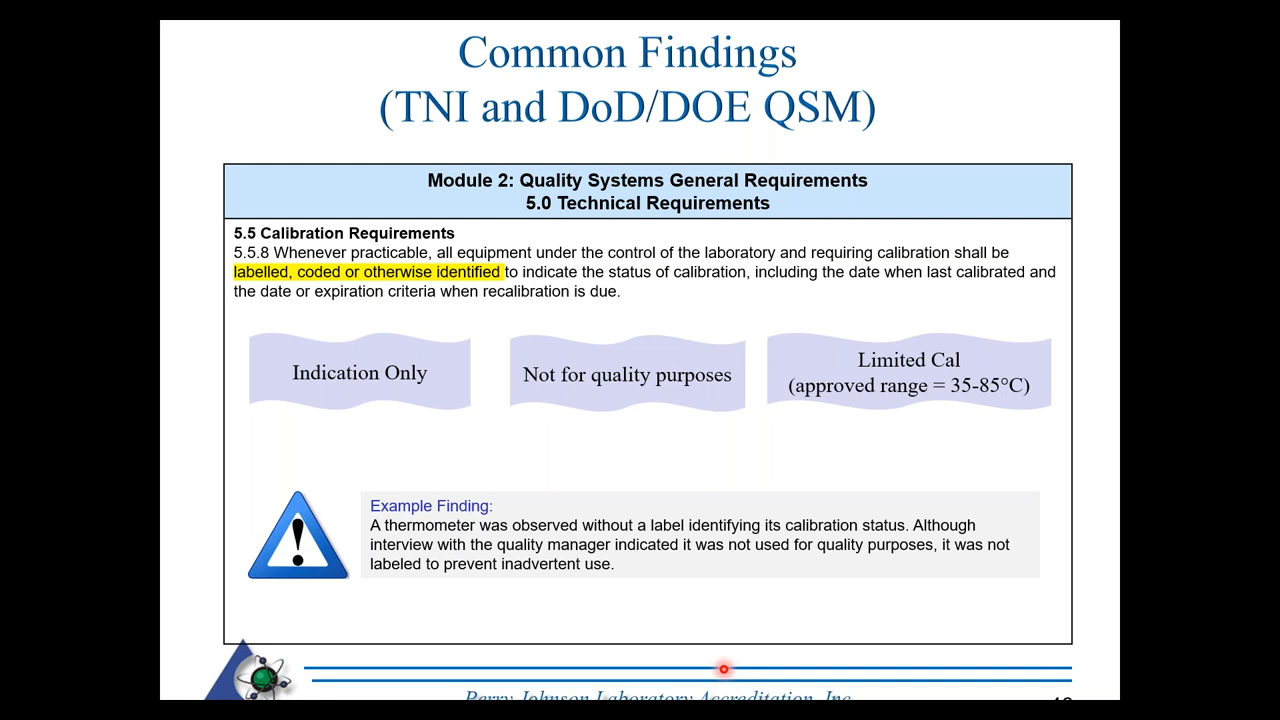 Common Findings
(TNI and DoD/DOE QSM)
Module 2: Quality Systems General Requirements
5.0 Technical Requirements
5.5 Calibration Requirements
5.5.8 Whenever practicable, all equipment under the control of the laboratory and requiring calibration shall be
labelled, coded or otherwise identified to indicate the status of calibration, including the date when last calibrated and
the date or expiration criteria when recalibration is due.
Indication Only
Not for quality purposes
Limited Cal
(approved range = 35-85°C)
Example Finding:
A thermometer was observed without a label identifying its calibration status. Although
interview with the quality manager indicated it was not used for quality purposes, it was not
labeled to prevent inadvertent use.
Perry Johnson Laboratory Accreditation, Inc.